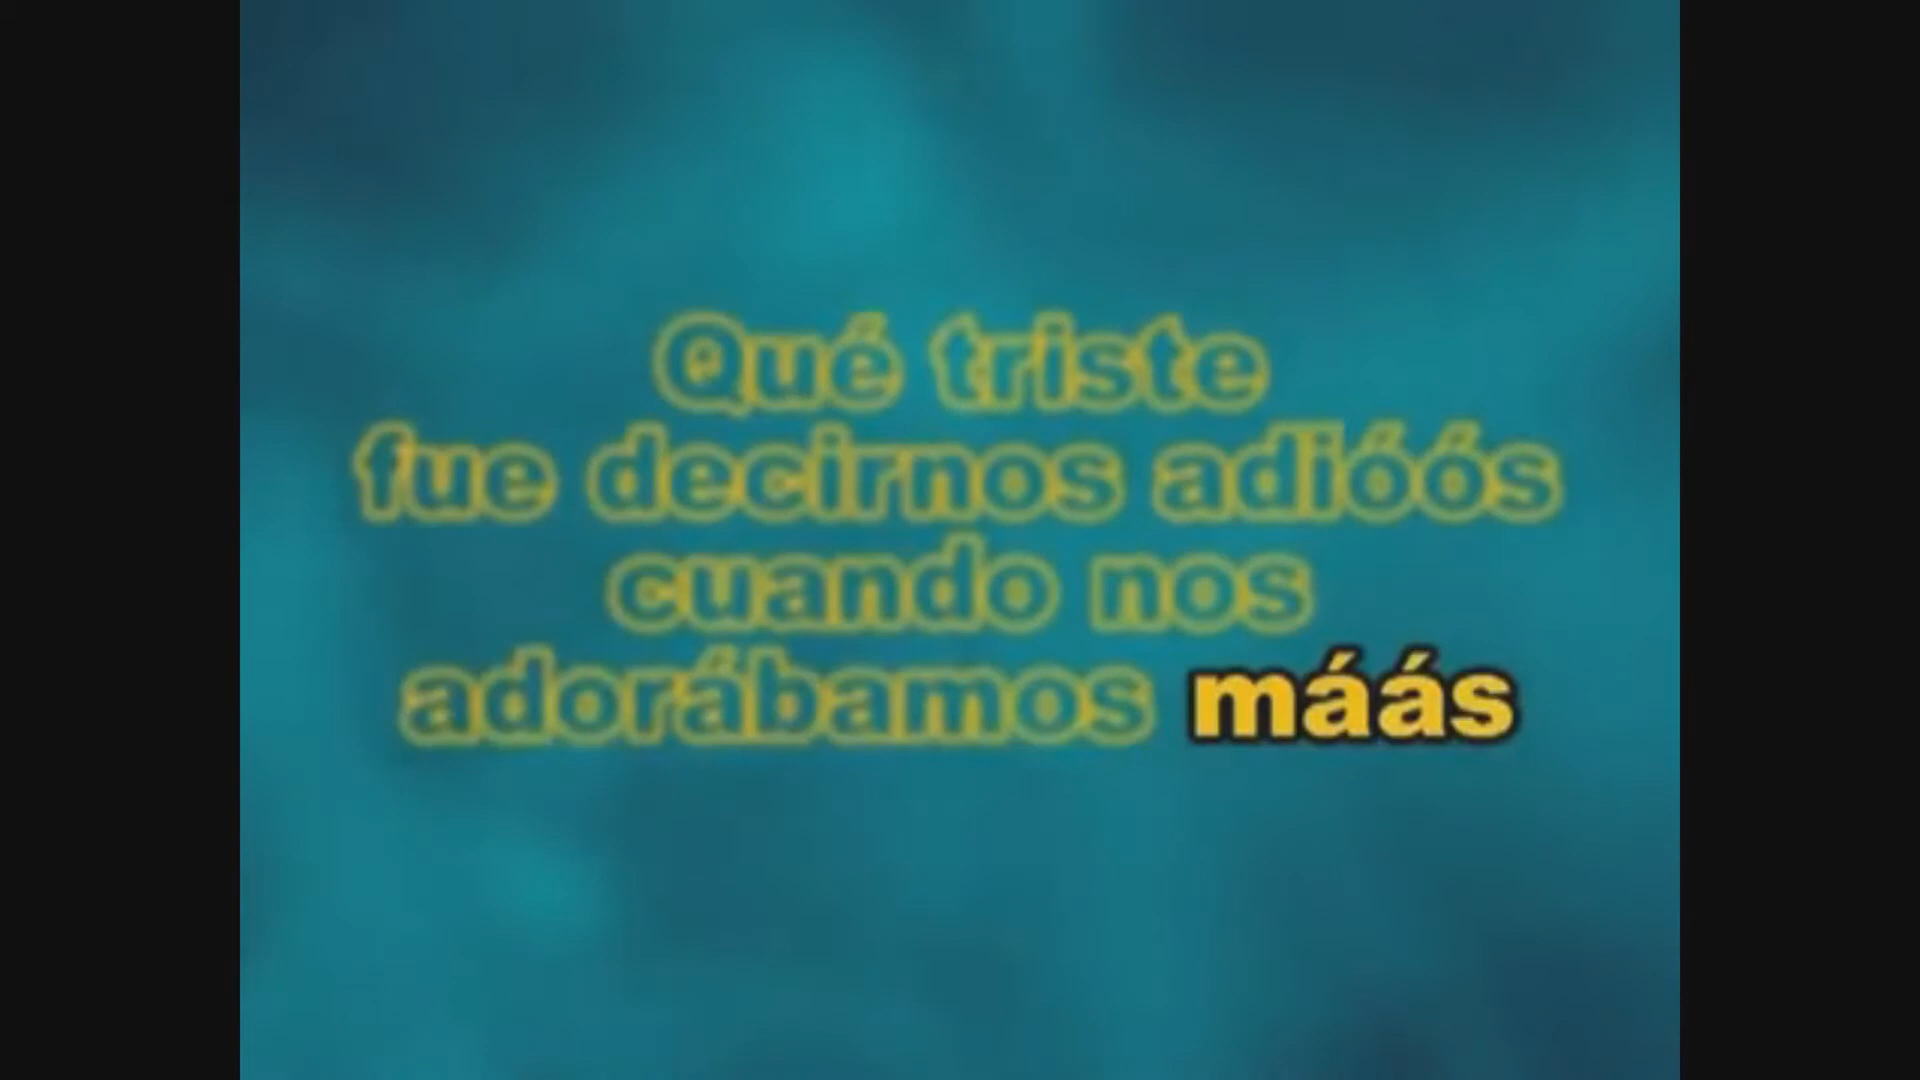 Qué triste
fue decirnos adióós
cuando nos
adorábamos máás